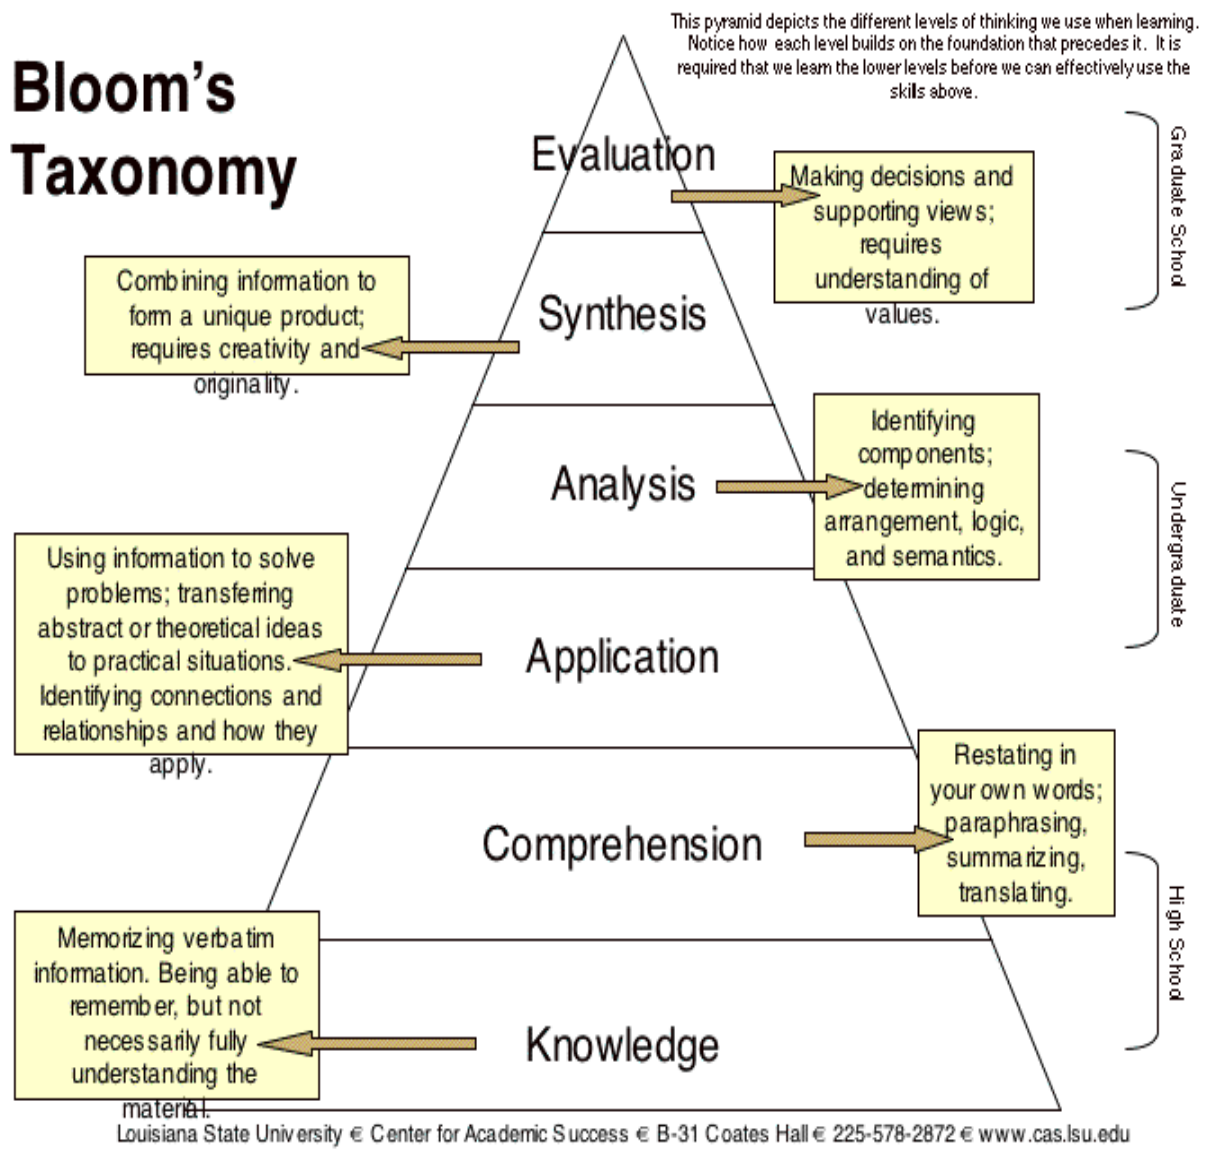 This pyramid depicts the different levels of thinking we use when learning.
Notice how each level builds on the foundation that precedes it. It is
required that we learn the lower levels before we can effectively use the
skills above.
Bloom's
Taxonomy
Evaluation
Making decisions and
supporting views;
requires
understanding of
values.
Graduate School
Combining information to
form a unique product;
requires creativity and
originality.
Synthesis
Analysis
Identifying
components;
determining
arrangement, logic,
and semantics.
Undergraduate
Using information to solve
problems; transferring
abstract or theoretical ideas
to practical situations.
Identifying connections and
relationships and how they
apply.
Application
Comprehension
Restating in
your own words;
paraphrasing,
summarizing,
translating.
High School
Memorizing verbatim
information. Being able to
remember, but not
necessarily fully
understanding the
material.
Knowledge
Louisiana State University € Center for Academic Success € B-31 Coates Hall € 225-578-2872 € www.cas.lsu.edu